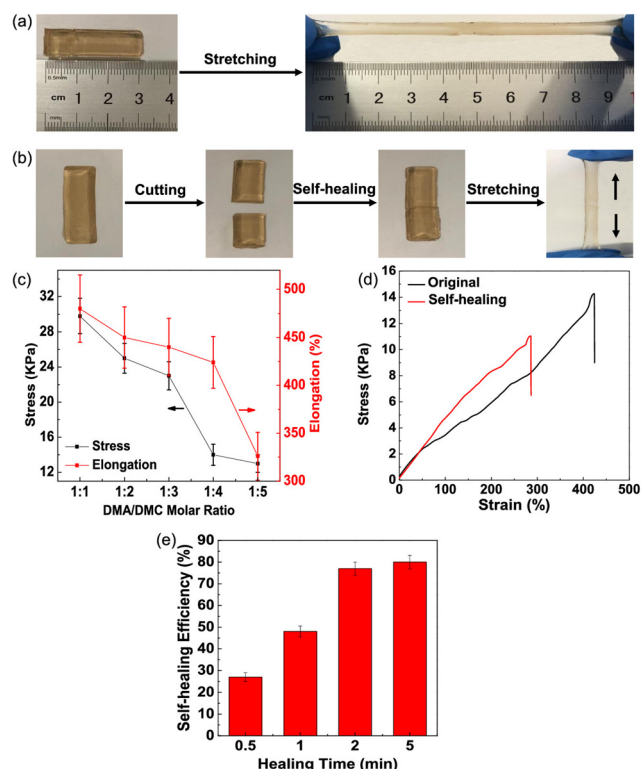 (a)
0.5mm
cm 1 2 3 4
mm
Stretching
cm 1 2 3 4 5 6 7 8 9
(b)
Cutting
Self-healing
Stretching
(c)
32
28
24
20
16
12
Stress (KPa)
500
450
400
350
300
Elongation (%)
Stress
Elongation
1:1 1:2 1:3 1:4 1:5
DMA/DMC Molar Ratio
(d)
16
14
12
10
8
6
4
2
0
Stress (KPa)
Original
Self-healing
0 100 200 300 400 500
Strain (%)
(e)
90
80
70
60
50
40
30
20
10
0
Self-healing Efficiency (%)
0.5 1 2 5
Healing Time (min)